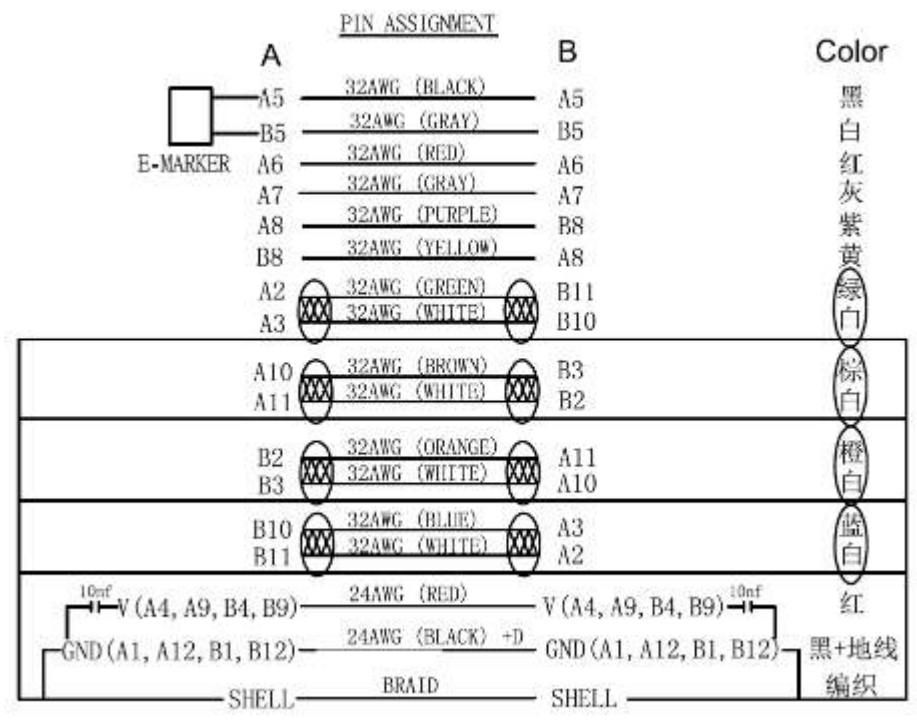 PIN ASSIGNMENT
A B Color
A5 32AWG (BLACK) A5 黑
B5 32AWG (GRAY) B5 白
E-MARKER A6 32AWG (RED) A6 红
A7 32AWG (GRAY) A7 灰
A8 32AWG (PURPLE) B8 紫
B8 32AWG (YELLOW) A8 黄
A2 32AWG (GREEN) B11 绿
A3 32AWG (WHITE) B10 白
A10 32AWG (BROWN) B3 棕
A11 32AWG (WHITE) B2 白
B2 32AWG (ORANGE) A11 橙
B3 32AWG (WHITE) A10 白
B10 32AWG (BLUE) A3 蓝
B11 32AWG (WHITE) A2 白
10nf V(A4, A9, B4, B9) 24AWG (RED) V(A4, A9, B4, B9) 10nf 红
GND(A1, A12, B1, B12) 24AWG (BLACK) +D GND(A1, A12, B1, B12) 黑+地线
SHELL BRAID SHELL 编织